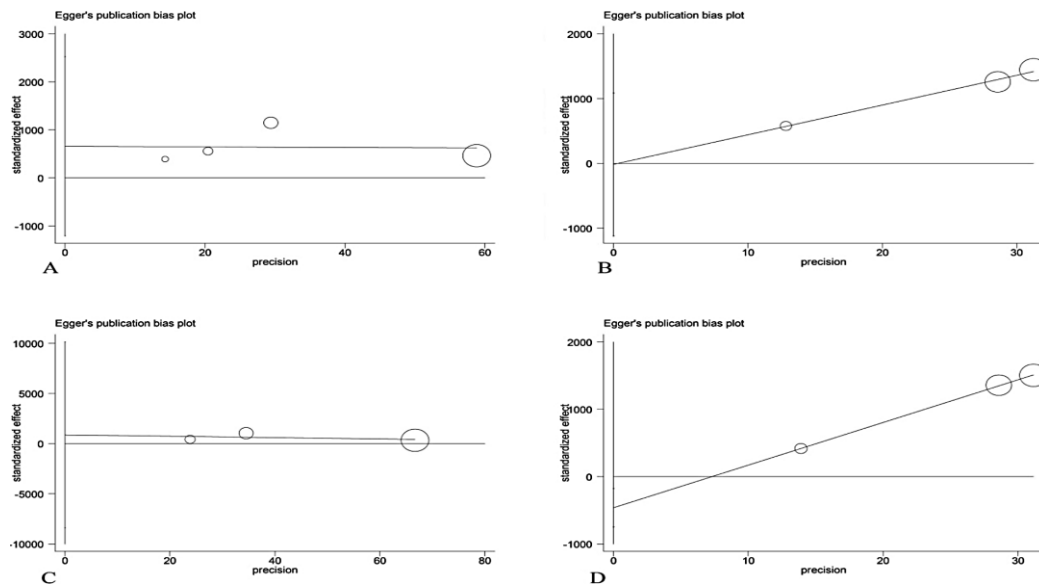 Egger's publication bias plot
3000
2000
1000
0
-1000
standardized effect
0
20
40
60
precision
A
Egger's publication bias plot
2000
1000
0
-1000
standardized effect
0
10
20
30
precision
B
Egger's publication bias plot
10000
5000
0
-5000
-10000
standardized effect
0
20
40
60
80
precision
C
Egger's publication bias plot
2000
1000
0
-1000
standardized effect
0
10
20
30
precision
D